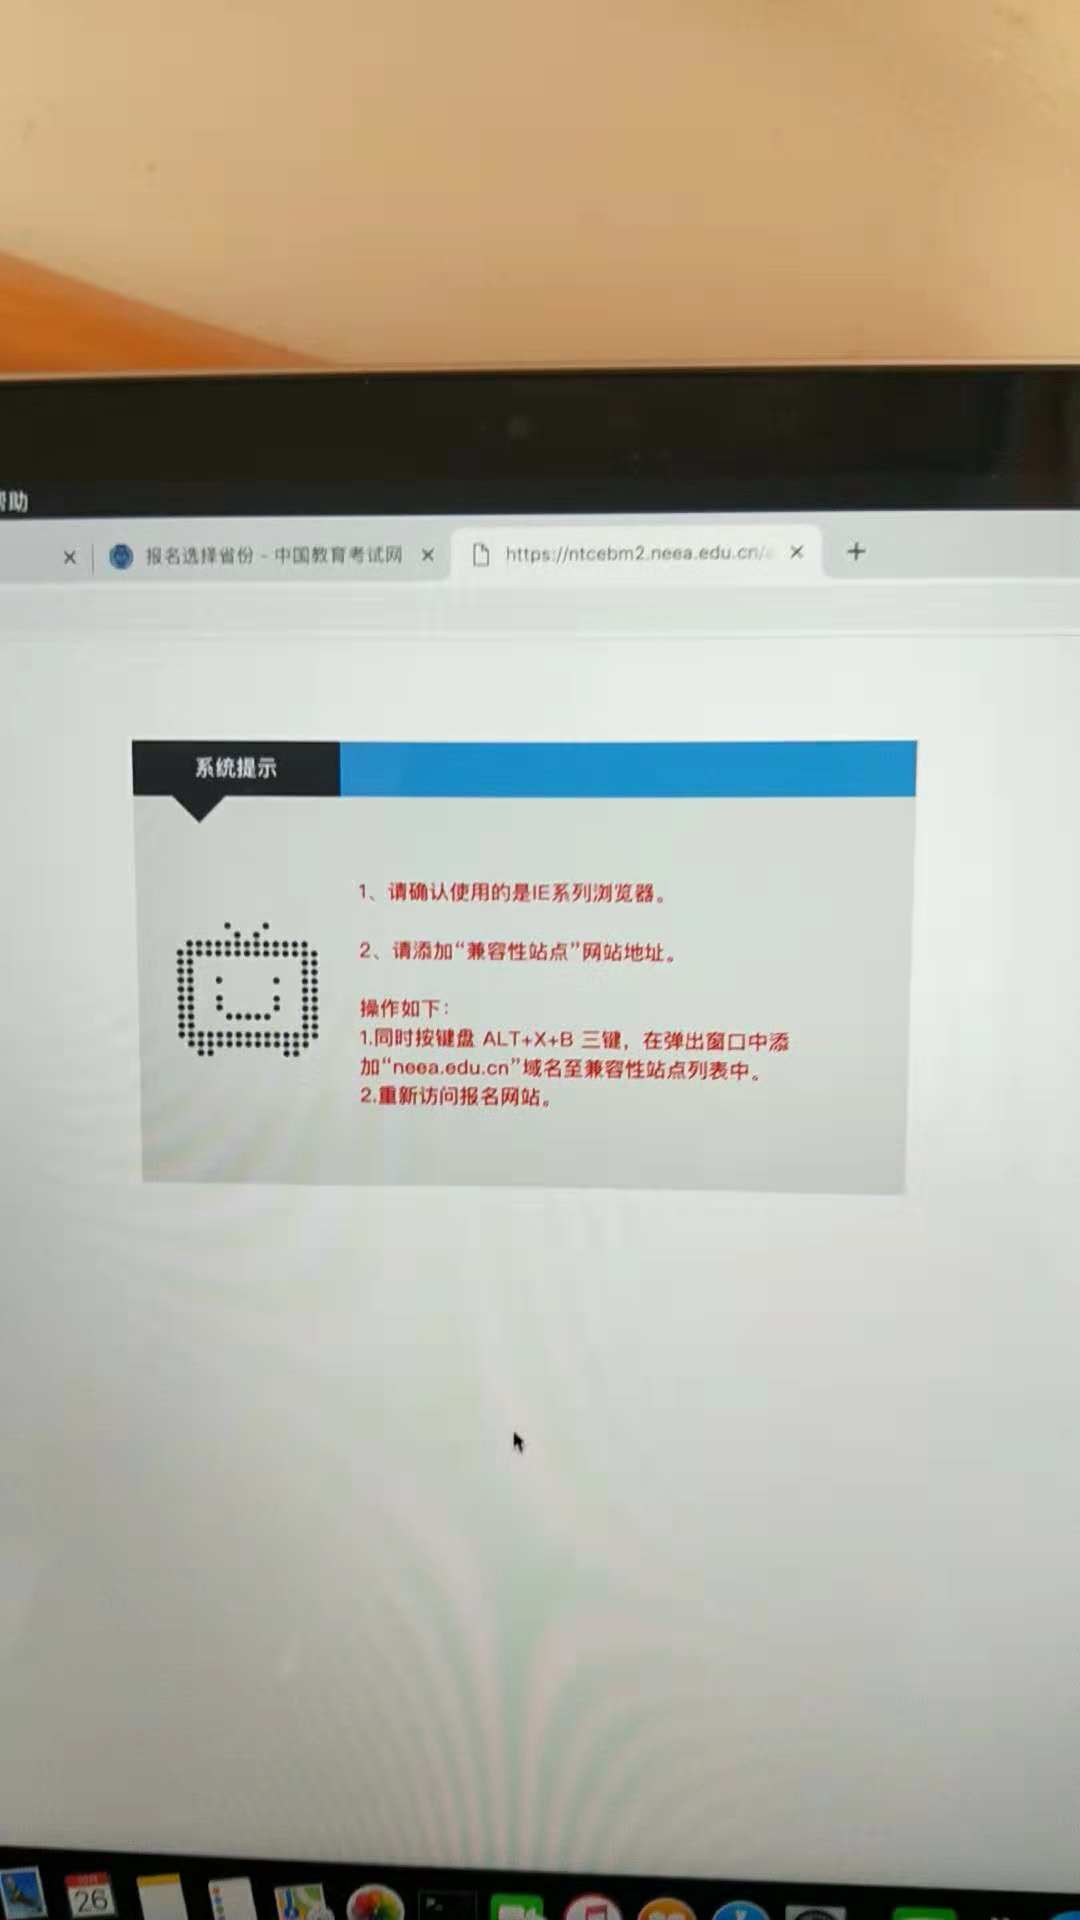 帮助
报名选择省份 - 中国教育考试网
https://ntcebm2.neea.edu.cn/
系统提示
1、请确认使用的是IE系列浏览器。
2、请添加“兼容性站点”网站地址。
操作如下：
1.同时按键盘 ALT+X+B 三键，在弹出窗口中添
加“neea.edu.cn”域名至兼容性站点列表中。
2.重新访问报名网站。
26